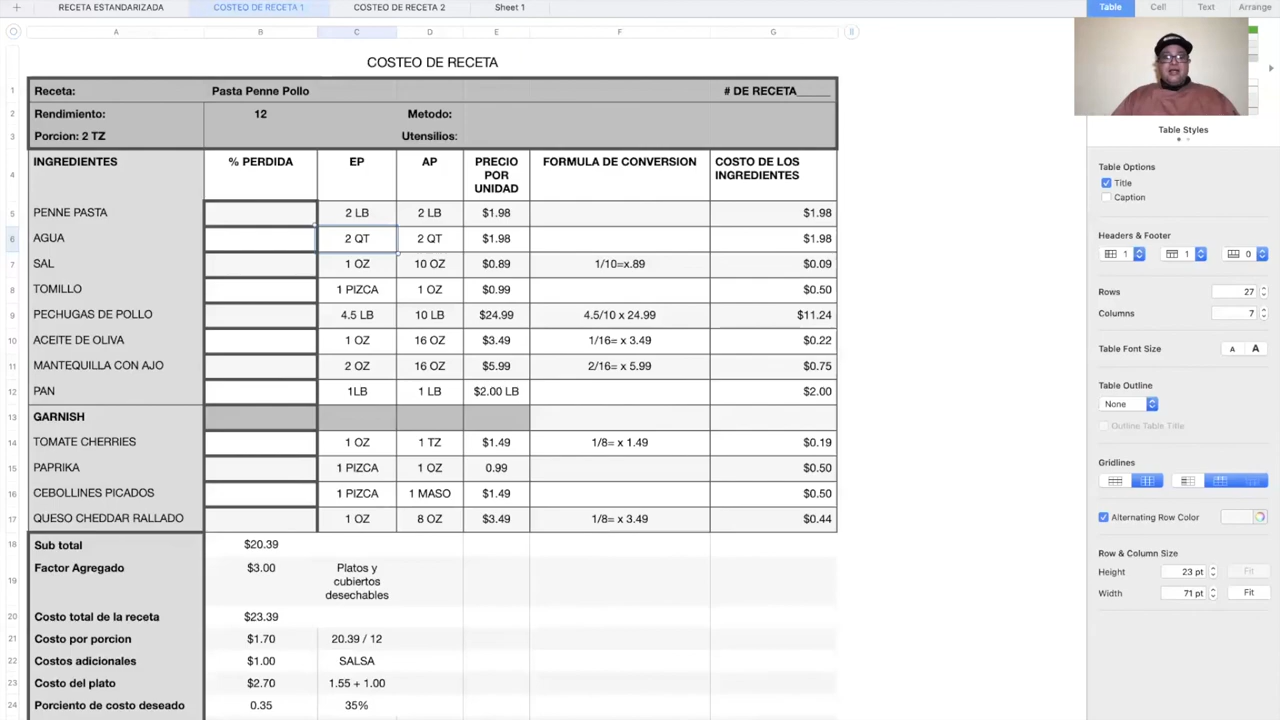 RECETA ESTANDARIZADA COSTEO DE RECETA 1 COSTEO DE RECETA 2 Sheet 1 Table Cell Text Arrange
A B C D E F G
COSTEO DE RECETA
1 Receta: Pasta Penne Pollo # DE RECETA_____
2 Rendimiento: 12 Metodo:
3 Porcion: 2 TZ Utensilios:
4 INGREDIENTES % PERDIDA EP AP PRECIO POR UNIDAD FORMULA DE CONVERSION COSTO DE LOS INGREDIENTES
5 PENNE PASTA 2 LB 2 LB $1.98 $1.98
6 AGUA 2 QT 2 QT $1.98 $1.98
7 SAL 1 OZ 10 OZ $0.89 1/10=x.89 $0.09
8 TOMILLO 1 PIZCA 1 OZ $0.99 $0.50
9 PECHUGAS DE POLLO 4.5 LB 10 LB $24.99 4.5/10 x 24.99 $11.24
10 ACEITE DE OLIVA 1 OZ 16 OZ $3.49 1/16= x 3.49 $0.22
11 MANTEQUILLA CON AJO 2 OZ 16 OZ $5.99 2/16= x 5.99 $0.75
12 PAN 1LB 1 LB $2.00 LB $2.00
13 GARNISH
14 TOMATE CHERRIES 1 OZ 1 TZ $1.49 1/8= x 1.49 $0.19
15 PAPRIKA 1 PIZCA 1 OZ 0.99 $0.50
16 CEBOLLINES PICADOS 1 PIZCA 1 MASO $1.49 $0.50
17 QUESO CHEDDAR RALLADO 1 OZ 8 OZ $3.49 1/8= x 3.49 $0.44
18 Sub total $20.39
19 Factor Agregado $3.00 Platos y cubiertos desechables
20 Costo total de la receta $23.39
21 Costo por porcion $1.70 20.39 / 12
22 Costos adicionales $1.00 SALSA
23 Costo del plato $2.70 1.55 + 1.00
24 Porciento de costo deseado 0.35 35%
Table Styles
Table Options
Title
Caption
Headers & Footer
1 1 0
Rows 27
Columns 7
Table Font Size A A
Table Outline
None
Outline Table Title
Gridlines
Alternating Row Color
Row & Column Size
Height 23 pt Fit
Width 71 pt Fit